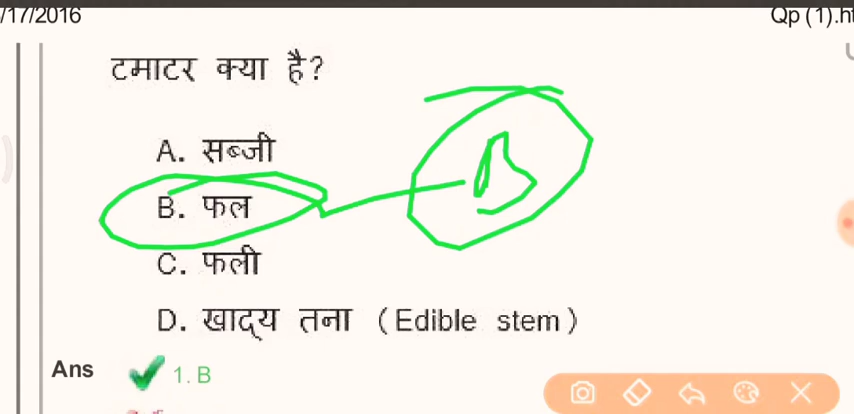 /17/2016 Qp (1).h
टमाटर क्या है?
A. सब्जी
B. फल
B
C. फली
D. खाद्य तना (Edible stem)
Ans 1. B